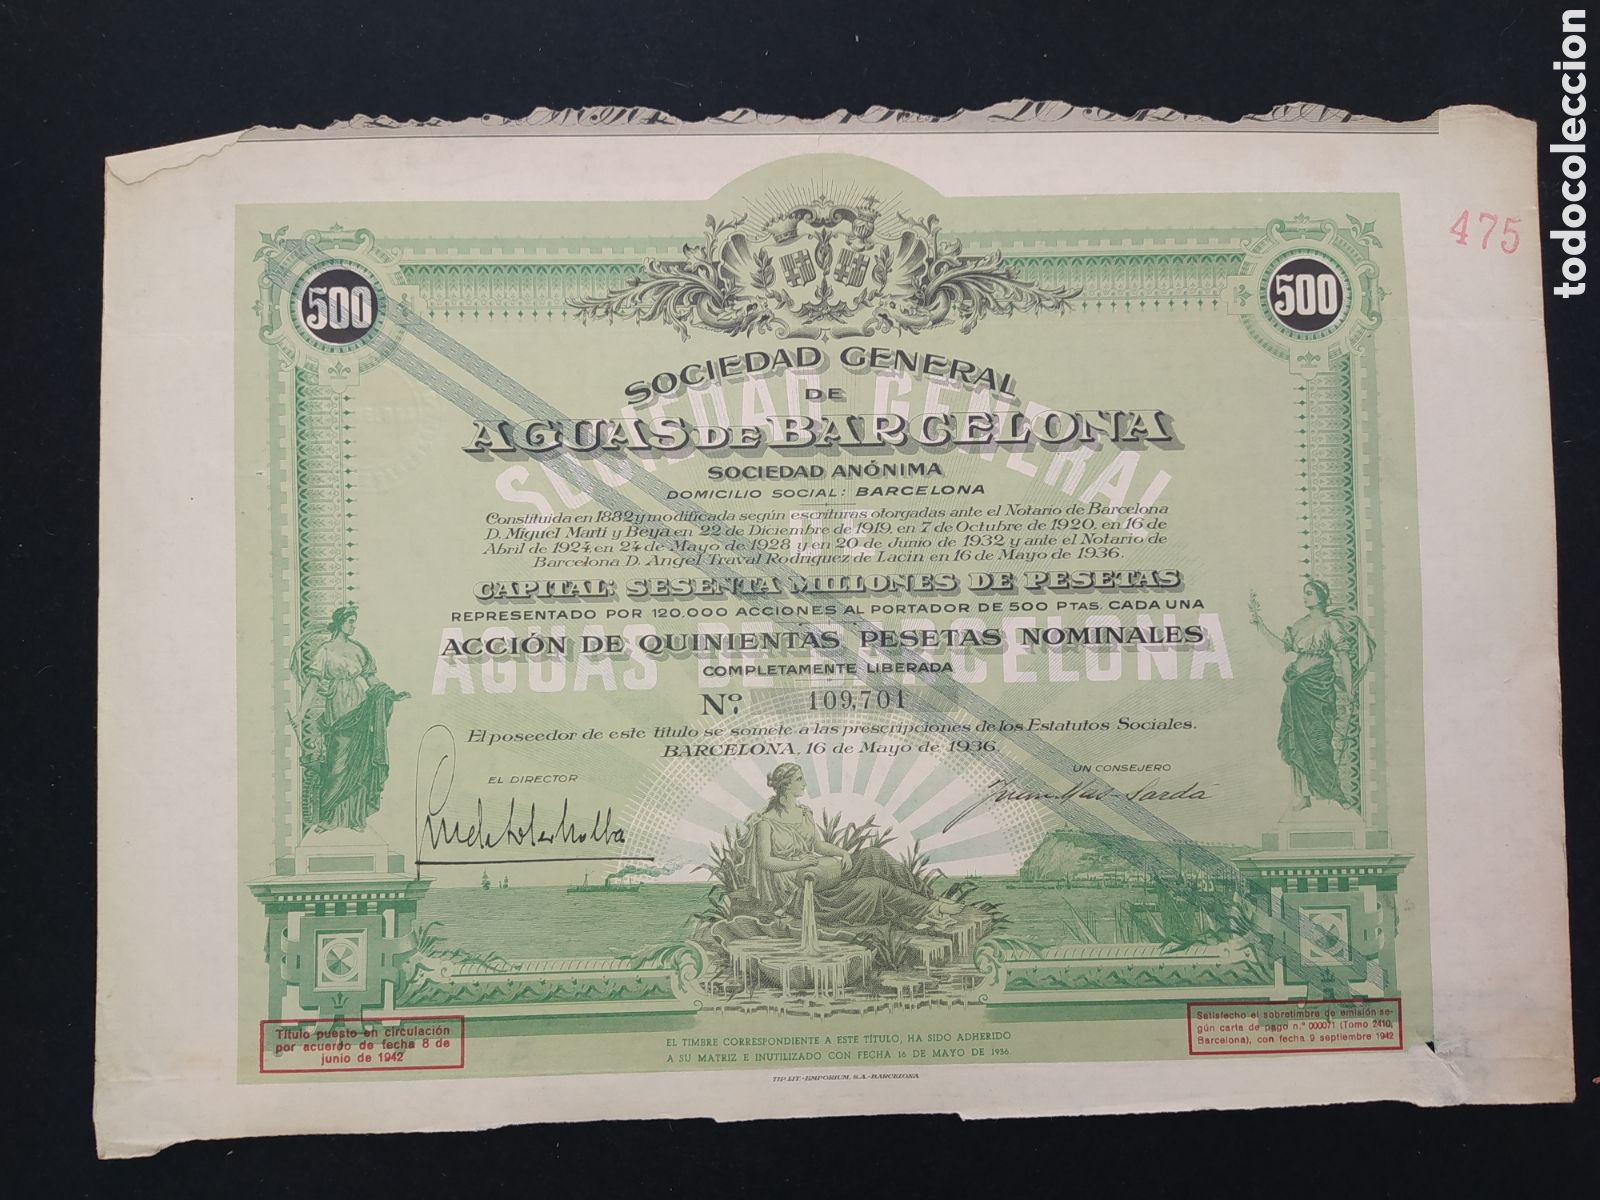 todocoleccion
475
500
500
SOCIEDAD GENERAL
DE
AGUAS DE BARCELONA
SOCIEDAD ANÓNIMA
DOMICILIO SOCIAL: BARCELONA
Constituida en 1882 y modificada según escrituras otorgadas ante el Notario de Barcelona
D. Miguel Martí y Beya en 22 de Diciembre de 1919, en 7 de Octubre de 1920, en 16 de
Abril de 1924, en 24 de Mayo de 1928 y en 20 de Junio de 1932 y ante el Notario de
Barcelona D. Angel Traval Rodríguez de Lacin en 16 de Mayo de 1936.
CAPITAL: SESENTA MILLONES DE PESETAS
REPRESENTADO POR 120.000 ACCIONES AL PORTADOR DE 500 PTAS. CADA UNA
ACCIÓN DE QUINIENTAS PESETAS NOMINALES
COMPLETAMENTE LIBERADA
Nº. 109,701
El poseedor de este título se somete a las prescripciones de los Estatutos Sociales.
BARCELONA, 16 de Mayo de 1936.
EL DIRECTOR
UN CONSEJERO
Juan Mas Sardá
SOCIEDAD GENERAL
DE
AGUAS DE BARCELONA
Título puesto en circulación
por acuerdo de fecha 8 de
junio de 1942
EL TIMBRE CORRESPONDIENTE A ESTE TÍTULO, HA SIDO ADHERIDO
A SU MATRIZ E INUTILIZADO CON FECHA 16 DE MAYO DE 1936.
Satisfecho el sobretimbre de emisión se-
gún carta de pago n.º 000071 (Tomo 2410,
Barcelona), con fecha 9 septiembre 1942
TIP. LIT.-EMPORIUM, S.A.-BARCELONA